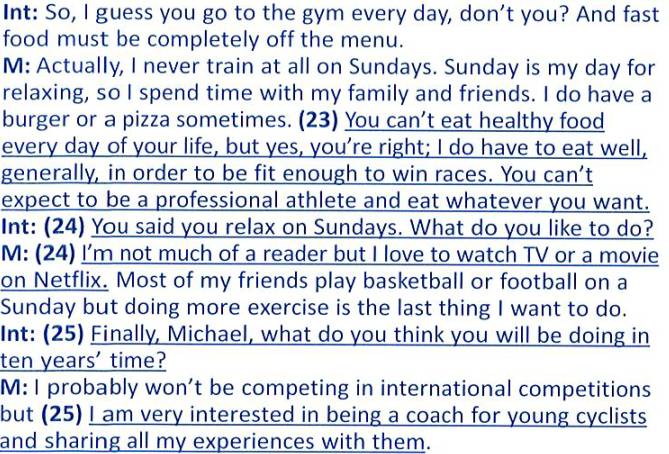 Int: So, I guess you go to the gym every day, don't you? And fast
food must be completely off the menu.
M: Actually, I never train at all on Sundays. Sunday is my day for
relaxing, so I spend time with my family and friends. I do have a
burger or a pizza sometimes. (23) You can't eat healthy food
every day of your life, but yes, you're right; I do have to eat well,
generally, in order to be fit enough to win races. You can't
expect to be a professional athlete and eat whatever you want.
Int: (24) You said you relax on Sundays. What do you like to do?
M: (24) I'm not much of a reader but I love to watch TV or a movie
on Netflix. Most of my friends play basketball or football on a
Sunday but doing more exercise is the last thing I want to do.
Int: (25) Finally, Michael, what do you think you will be doing in
ten years' time?
M: I probably won't be competing in international competitions
but (25) I am very interested in being a coach for young cyclists
and sharing all my experiences with them.